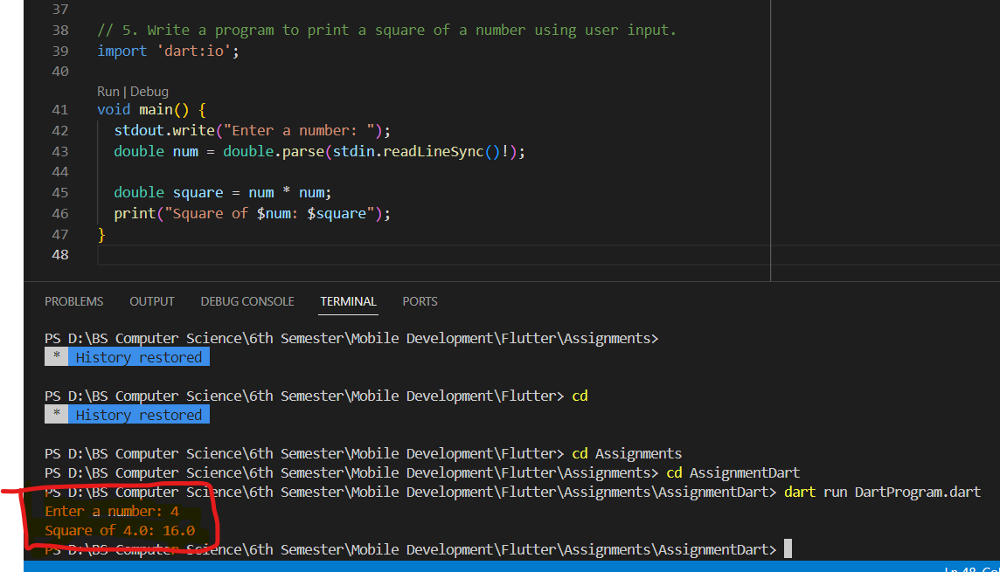 37
38 // 5. Write a program to print a square of a number using user input.
39 import 'dart:io';
40
Run | Debug
41 void main() {
42 stdout.write("Enter a number: ");
43 double num = double.parse(stdin.readLineSync()!);
44
45 double square = num * num;
46 print("Square of $num: $square");
47 }
48
PROBLEMS OUTPUT DEBUG CONSOLE TERMINAL PORTS
PS D:\BS Computer Science\6th Semester\Mobile Development\Flutter\Assignments>
* History restored
PS D:\BS Computer Science\6th Semester\Mobile Development\Flutter> cd
* History restored
PS D:\BS Computer Science\6th Semester\Mobile Development\Flutter> cd Assignments
PS D:\BS Computer Science\6th Semester\Mobile Development\Flutter\Assignments> cd AssignmentDart
PS D:\BS Computer Science\6th Semester\Mobile Development\Flutter\Assignments\AssignmentDart> dart run DartProgram.dart
Enter a number: 4
Square of 4.0: 16.0
PS D:\BS Computer Science\6th Semester\Mobile Development\Flutter\Assignments\AssignmentDart>
Ln 48,